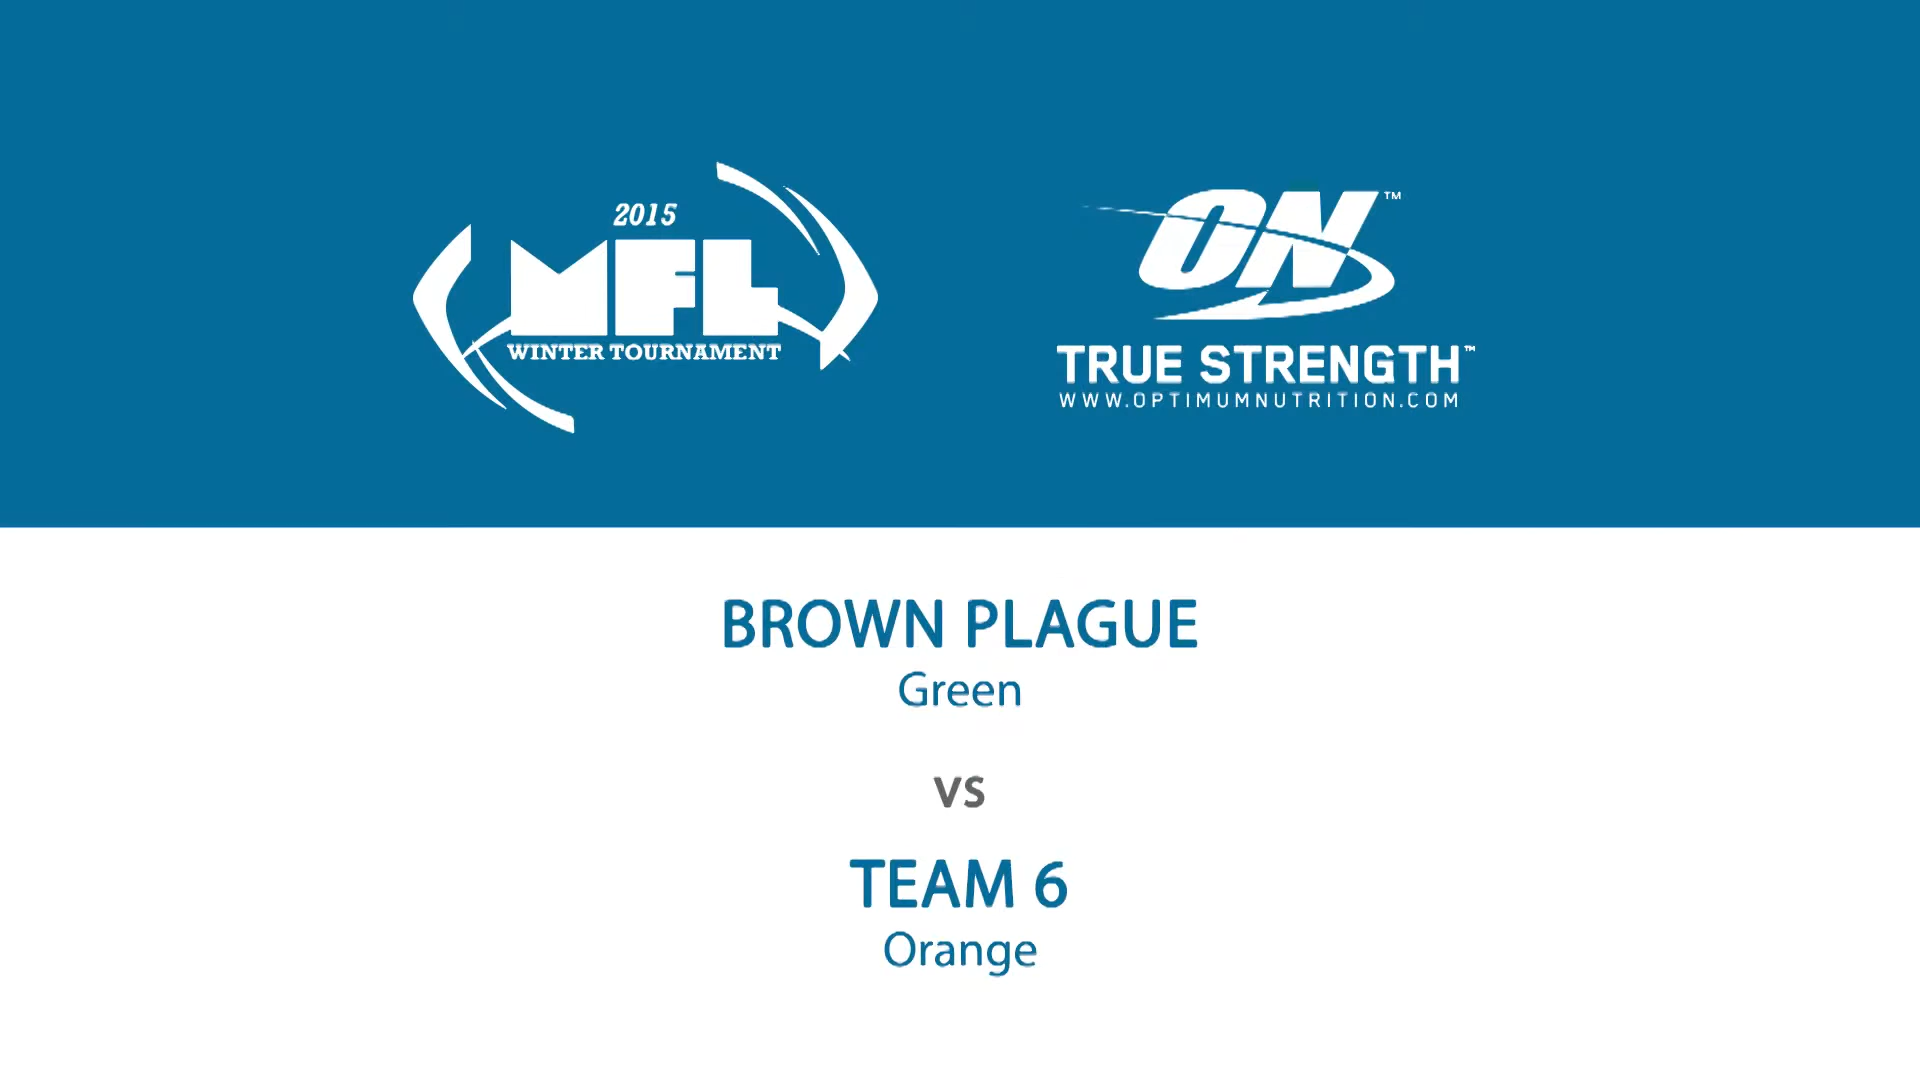 2015
MFL
WINTER TOURNAMENT
ON™
TRUE STRENGTH™
WWW.OPTIMUMNUTRITION.COM
BROWN PLAGUE
Green
vs
TEAM 6
Orange